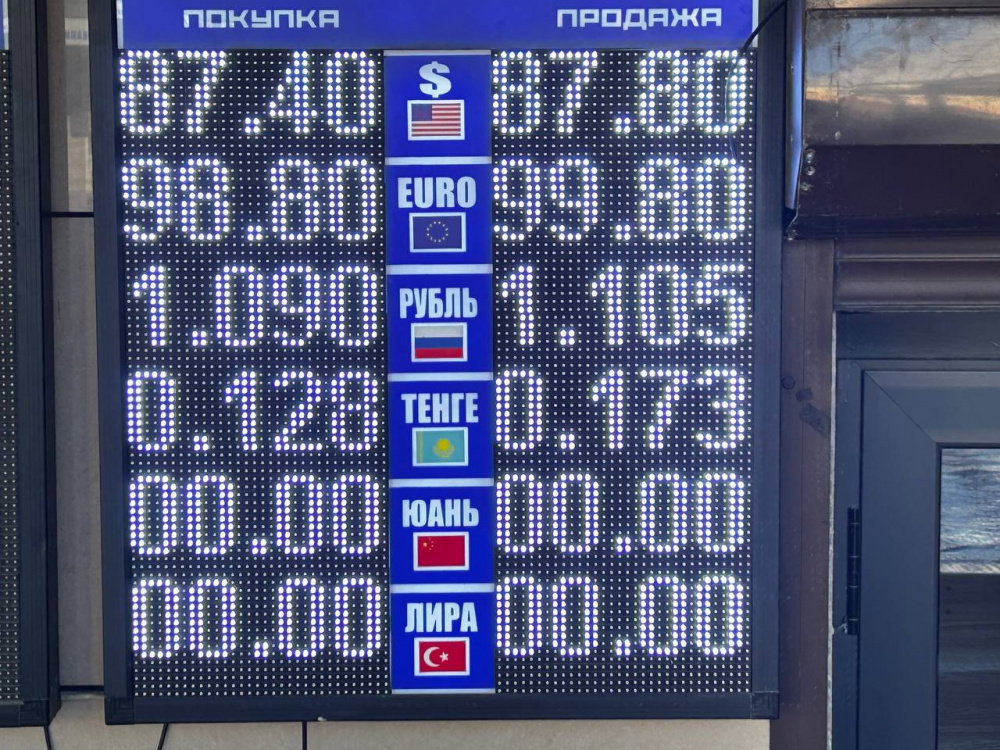 ПОКУПКА ПРОДАЖА
87.40 $ 87.80
98.80 EURO 99.80
1.090 РУБЛЬ 1.105
0.128 ТЕНГЕ 0.173
00.00 ЮАНЬ 00.00
00.00 ЛИРА 00.00